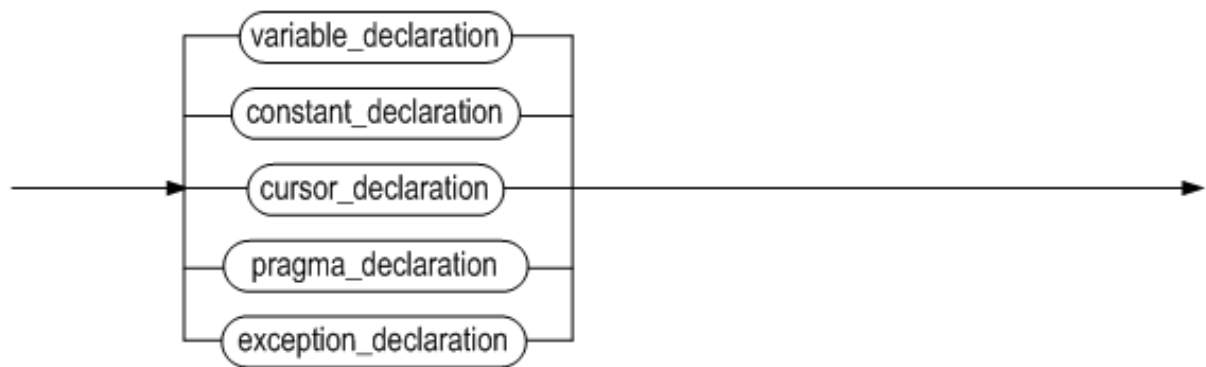 variable_declaration
constant_declaration
cursor_declaration
pragma_declaration
exception_declaration